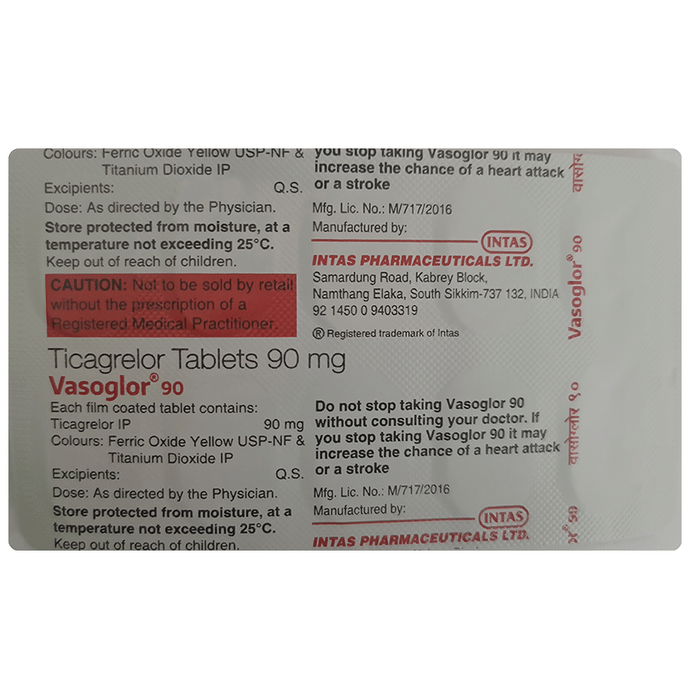 Colours: Ferric Oxide Yellow USP-NF &
Titanium Dioxide IP
Excipients: Q.S.
Dose: As directed by the Physician.
Store protected from moisture, at a
temperature not exceeding 25°C.
Keep out of reach of children.
CAUTION: Not to be sold by retail
without the prescription of a
Registered Medical Practitioner.
you stop taking Vasoglor 90 it may
increase the chance of a heart attack
or a stroke
Mfg. Lic. No.: M/717/2016
Manufactured by:
INTAS
INTAS PHARMACEUTICALS LTD.
Samardung Road, Kabrey Block,
Namthang Elaka, South Sikkim-737 132, INDIA
92 1450 0 9403319
® Registered trademark of Intas
Ticagrelor Tablets 90 mg
Vasoglor® 90
Each film coated tablet contains:
Ticagrelor IP 90 mg
Colours: Ferric Oxide Yellow USP-NF &
Titanium Dioxide IP
Excipients: Q.S.
Dose: As directed by the Physician.
Store protected from moisture, at a
temperature not exceeding 25°C.
Keep out of reach of children.
Do not stop taking Vasoglor 90
without consulting your doctor. If
you stop taking Vasoglor 90 it may
increase the chance of a heart attack
or a stroke
Mfg. Lic. No.: M/717/2016
Manufactured by:
INTAS
INTAS PHARMACEUTICALS LTD.
Vasoglor® 90
वासोग्लोर ९०